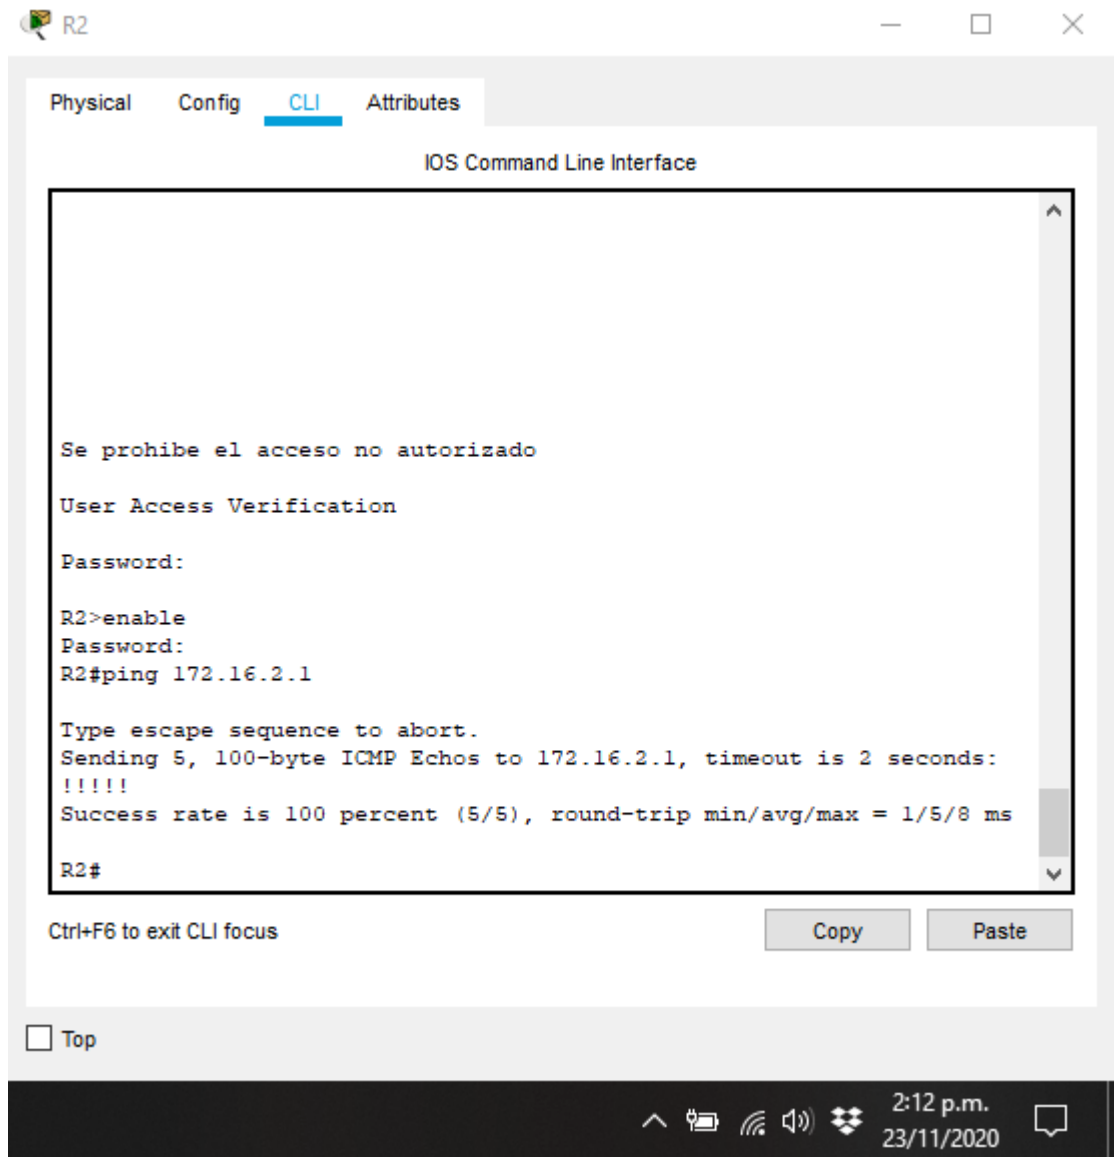 R2
Physical Config CLI Attributes
IOS Command Line Interface
Se prohibe el acceso no autorizado
User Access Verification
Password:
R2>enable
Password:
R2#ping 172.16.2.1
Type escape sequence to abort.
Sending 5, 100-byte ICMP Echos to 172.16.2.1, timeout is 2 seconds:
!!!!!
Success rate is 100 percent (5/5), round-trip min/avg/max = 1/5/8 ms
R2#
Ctrl+F6 to exit CLI focus
Copy Paste
Top
2:12 p.m.
23/11/2020